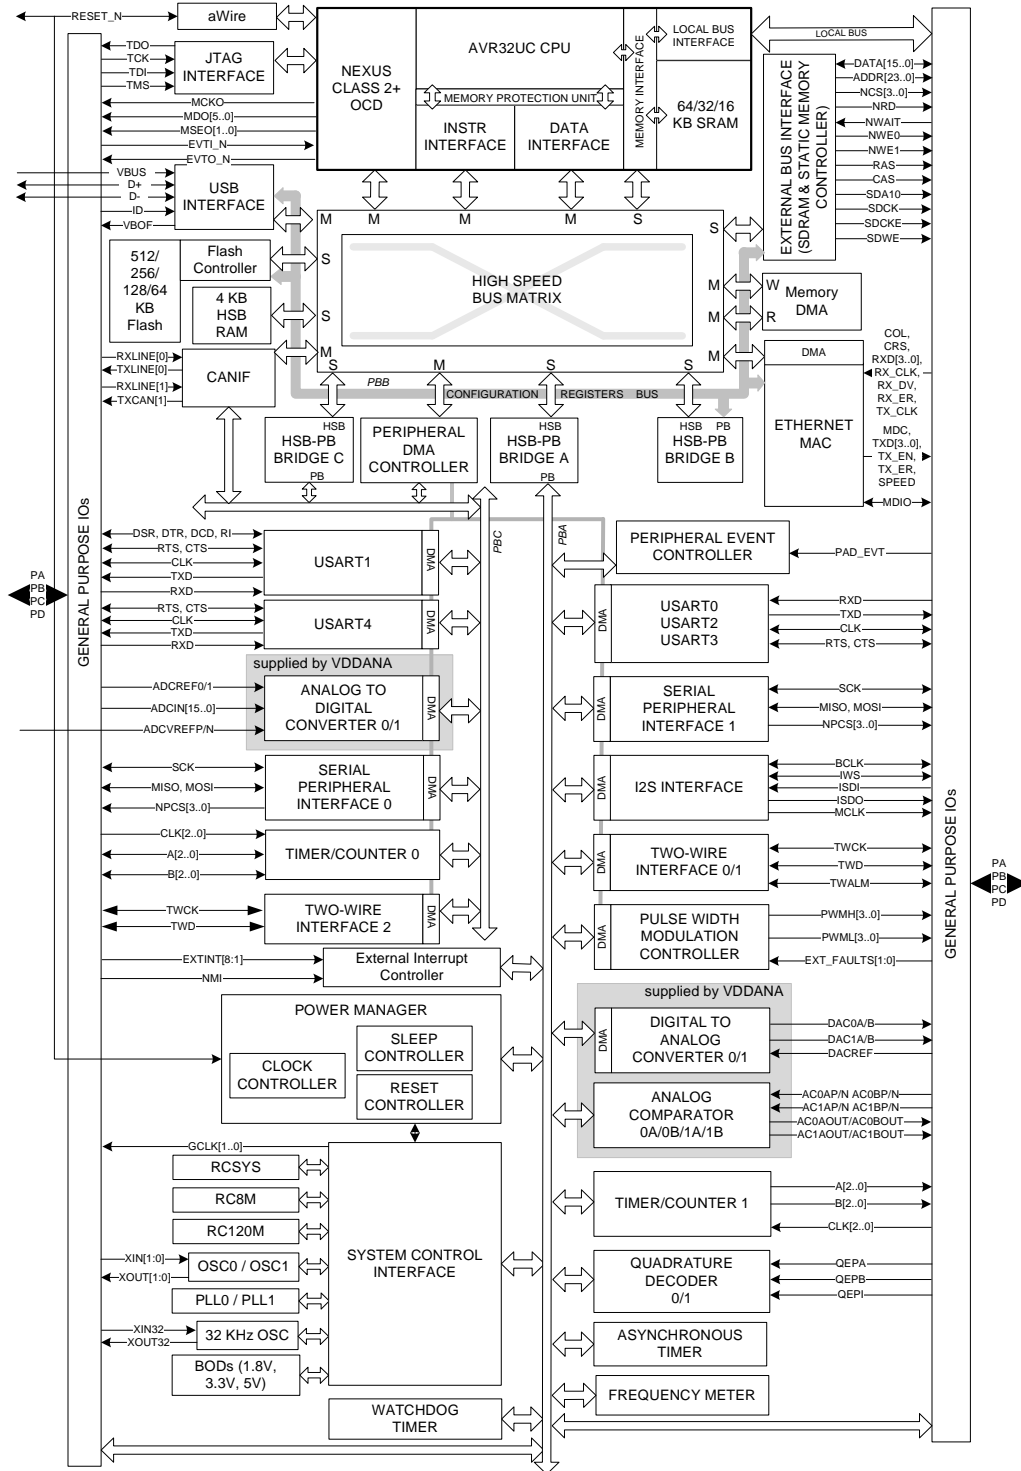 RESET_N
aWire
TDO
TCK
TDI
TMS
JTAG
INTERFACE
MCKO
MDO[5..0]
MSEO[1..0]
EVTI_N
EVTO_N
NEXUS
CLASS 2+
OCD
AVR32UC CPU
MEMORY PROTECTION UNIT
INSTR
INTERFACE
DATA
INTERFACE
MEMORY INTERFACE
LOCAL BUS
INTERFACE
64/32/16
KB SRAM
LOCAL BUS
EXTERNAL BUS INTERFACE
(SDRAM & STATIC MEMORY
CONTROLLER)
DATA[15..0]
ADDR[23..0]
NCS[3..0]
NRD
NWAIT
NWE0
NWE1
RAS
CAS
SDA10
SDCK
SDCKE
SDWE
VBUS
D+
D-
ID
VBOF
USB
INTERFACE
512/
256/
128/64
KB
Flash
Flash
Controller
4 KB
HSB
RAM
RXLINE[0]
TXLINE[0]
RXLINE[1]
TXCAN[1]
CANIF
M
M
M
M
S
S
S
M
S
M
M
M
S
M
S
S
HIGH SPEED
BUS MATRIX
W
R
Memory
DMA
DMA
ETHERNET
MAC
COL,
CRS,
RXD[3..0],
RX_CLK,
RX_DV,
RX_ER,
TX_CLK
MDC,
TXD[3..0],
TX_EN,
TX_ER,
SPEED
MDIO
PBB
CONFIGURATION REGISTERS BUS
HSB
HSB-PB
BRIDGE C
PB
PERIPHERAL
DMA
CONTROLLER
HSB
HSB-PB
BRIDGE A
PB
HSB PB
HSB-PB
BRIDGE B
PBC
PBA
GENERAL PURPOSE IOs
PA
PB
PC
PD
DSR, DTR, DCD, RI
RTS, CTS
CLK
TXD
RXD
USART1
DMA
RTS, CTS
CLK
TXD
RXD
USART4
DMA
supplied by VDDANA
ADCREF0/1
ADCIN[15..0]
ADCVREFP/N
ANALOG TO
DIGITAL
CONVERTER 0/1
DMA
SCK
MISO, MOSI
NPCS[3..0]
SERIAL
PERIPHERAL
INTERFACE 0
DMA
CLK[2..0]
A[2..0]
B[2..0]
TIMER/COUNTER 0
TWCK
TWD
TWO-WIRE
INTERFACE 2
DMA
EXTINT[8:1]
NMI
External Interrupt
Controller
POWER MANAGER
CLOCK
CONTROLLER
SLEEP
CONTROLLER
RESET
CONTROLLER
GCLK[1..0]
RCSYS
RC8M
RC120M
XIN[1:0]
XOUT[1:0]
OSC0 / OSC1
PLL0 / PLL1
XIN32
XOUT32
32 KHz OSC
BODs (1.8V,
3.3V, 5V)
SYSTEM CONTROL
INTERFACE
WATCHDOG
TIMER
PERIPHERAL EVENT
CONTROLLER
PAD_EVT
DMA
USART0
USART2
USART3
RXD
TXD
CLK
RTS, CTS
DMA
SERIAL
PERIPHERAL
INTERFACE 1
SCK
MISO, MOSI
NPCS[3..0]
DMA
I2S INTERFACE
BCLK
IWS
ISDI
ISDO
MCLK
DMA
TWO-WIRE
INTERFACE 0/1
TWCK
TWD
TWALM
DMA
PULSE WIDTH
MODULATION
CONTROLLER
PWMH[3..0]
PWML[3..0]
EXT_FAULTS[1:0]
supplied by VDDANA
DMA
DIGITAL TO
ANALOG
CONVERTER 0/1
DAC0A/B
DAC1A/B
DACREF
ANALOG
COMPARATOR
0A/0B/1A/1B
AC0AP/N AC0BP/N
AC1AP/N AC1BP/N
AC0AOUT/AC0BOUT
AC1AOUT/AC1BOUT
TIMER/COUNTER 1
A[2..0]
B[2..0]
CLK[2..0]
QUADRATURE
DECODER
0/1
QEPA
QEPB
QEPI
ASYNCHRONOUS
TIMER
FREQUENCY METER
GENERAL PURPOSE IOs
PA
PB
PC
PD